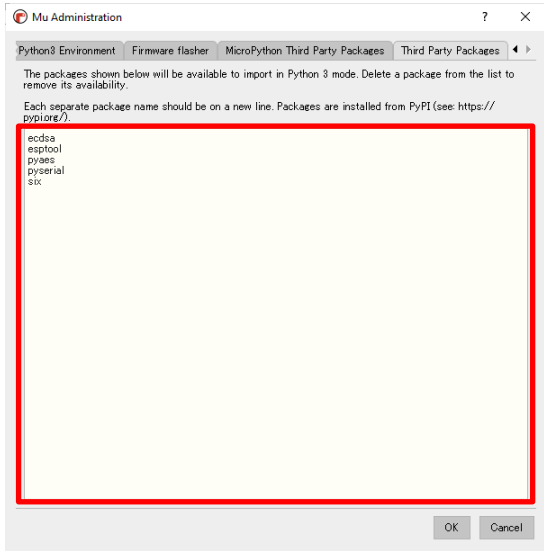 Mu Administration
?
Python3 Environment
Firmware flasher
MicroPython Third Party Packages
Third Party Packages
The packages shown below will be available to import in Python 3 mode. Delete a package from the list to
remove its availability.
Each separate package name should be on a new line. Packages are installed from PyPI (see: https://
pypi.org/).
ecdsa
esptool
pyaes
pyserial
six
OK
Cancel